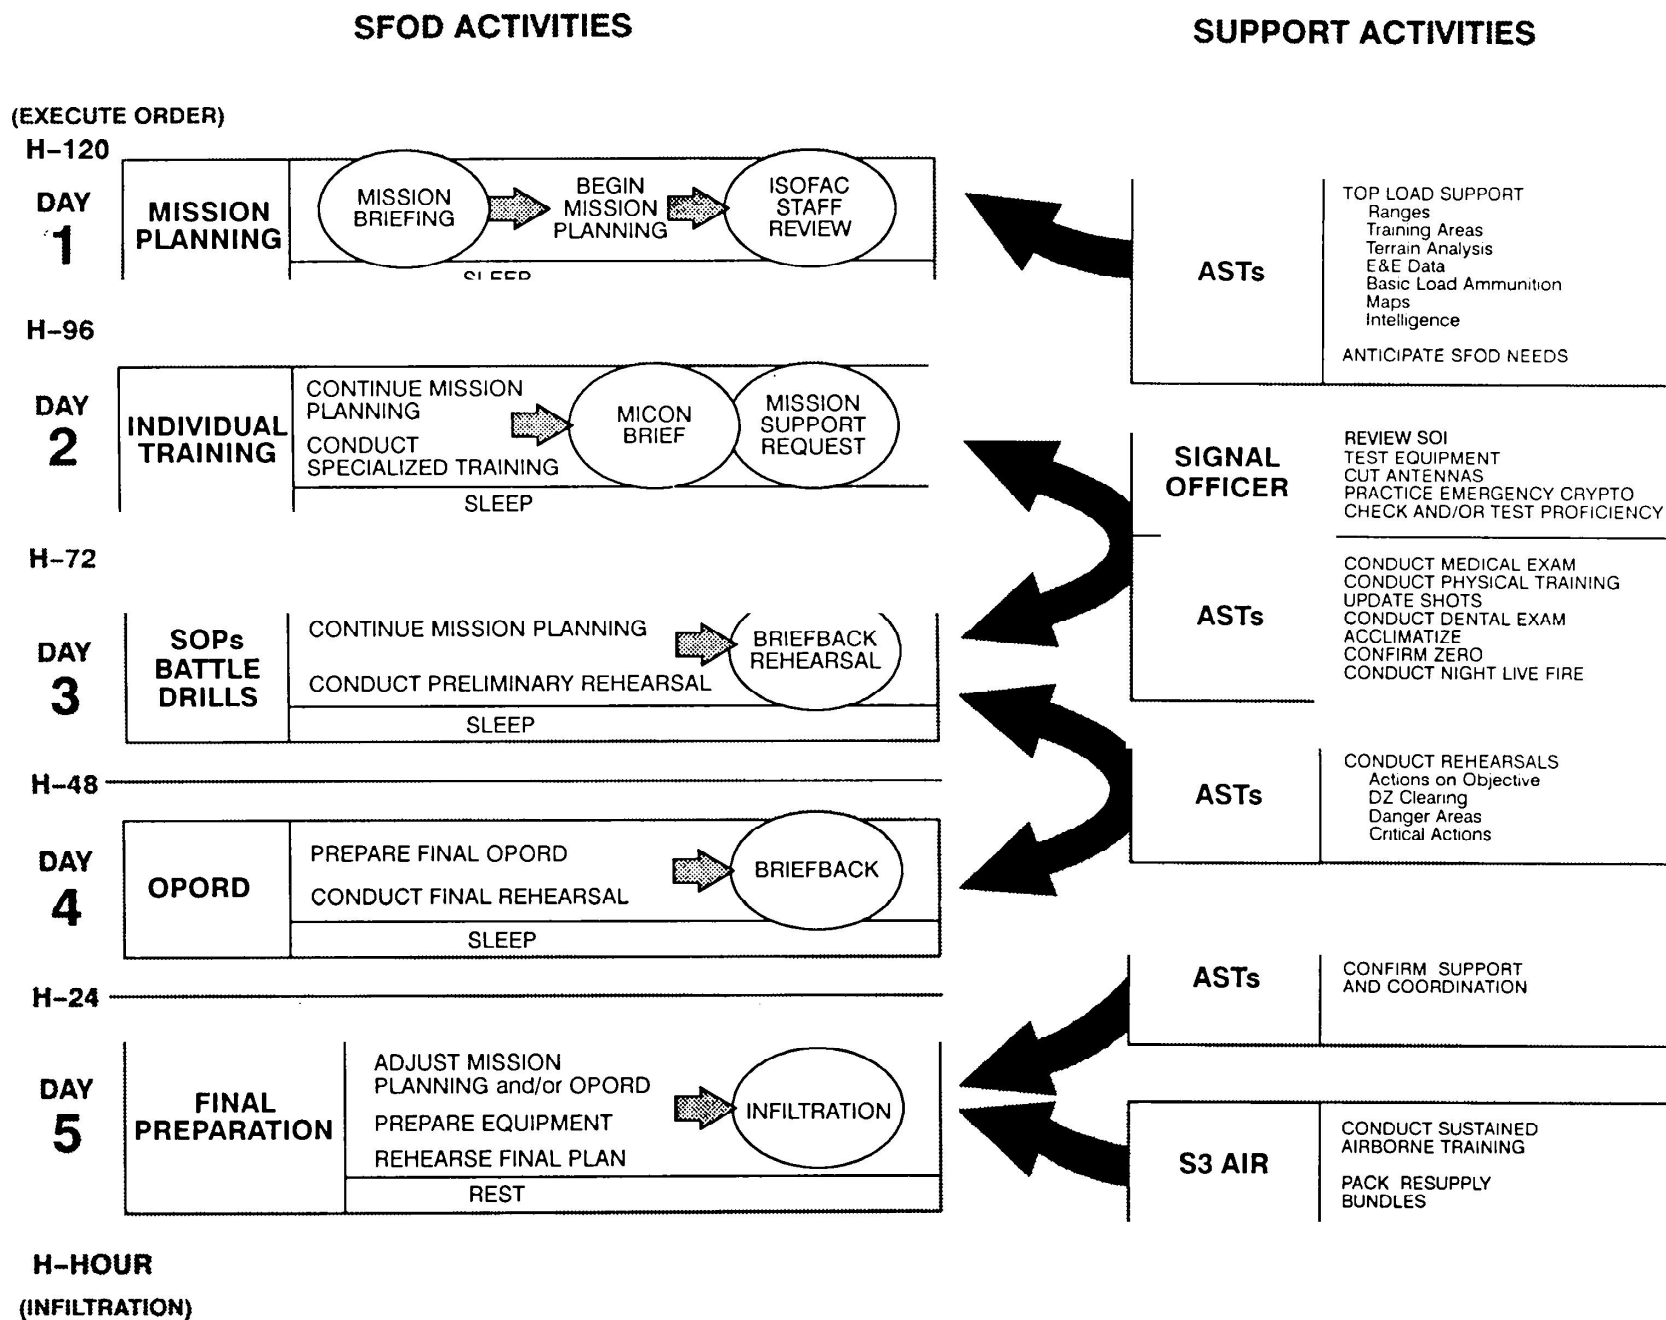 SFOD ACTIVITIES
SUPPORT ACTIVITIES
(EXECUTE ORDER)
H–120
DAY
1
MISSION
PLANNING
MISSION
BRIEFING
BEGIN
MISSION
PLANNING
ISOFAC
STAFF
REVIEW
SLEEP
H–96
DAY
2
INDIVIDUAL
TRAINING
CONTINUE MISSION
PLANNING
CONDUCT
SPECIALIZED TRAINING
MICON
BRIEF
MISSION
SUPPORT
REQUEST
SLEEP
H–72
DAY
3
SOPs
BATTLE
DRILLS
CONTINUE MISSION PLANNING
CONDUCT PRELIMINARY REHEARSAL
BRIEFBACK
REHEARSAL
SLEEP
H–48
DAY
4
OPORD
PREPARE FINAL OPORD
CONDUCT FINAL REHEARSAL
BRIEFBACK
SLEEP
H–24
DAY
5
FINAL
PREPARATION
ADJUST MISSION
PLANNING and/or OPORD
PREPARE EQUIPMENT
REHEARSE FINAL PLAN
INFILTRATION
REST
H–HOUR
(INFILTRATION)
ASTs
TOP LOAD SUPPORT
Ranges
Training Areas
Terrain Analysis
E&E Data
Basic Load Ammunition
Maps
Intelligence
ANTICIPATE SFOD NEEDS
SIGNAL
OFFICER
REVIEW SOI
TEST EQUIPMENT
CUT ANTENNAS
PRACTICE EMERGENCY CRYPTO
CHECK AND/OR TEST PROFICIENCY
ASTs
CONDUCT MEDICAL EXAM
CONDUCT PHYSICAL TRAINING
UPDATE SHOTS
CONDUCT DENTAL EXAM
ACCLIMATIZE
CONFIRM ZERO
CONDUCT NIGHT LIVE FIRE
ASTs
CONDUCT REHEARSALS
Actions on Objective
DZ Clearing
Danger Areas
Critical Actions
ASTs
CONFIRM SUPPORT
AND COORDINATION
S3 AIR
CONDUCT SUSTAINED
AIRBORNE TRAINING
PACK RESUPPLY
BUNDLES